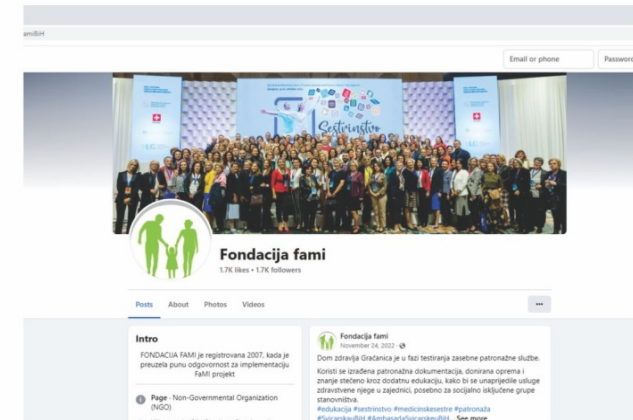 amiBiH
Email or phone
Password
Sestrinstvo
Fondacija fami
1.7K likes • 1.7K followers
Posts About Photos Videos
Intro
FONDACIJA FAMI je registrovana 2007, kada je
preuzela punu odgovornost za implementaciju
FaMI projekt
Page · Non-Governmental Organization
(NGO)
Fondacija fami
November 24, 2022 ·
Dom zdravlja Gračanica je u fazi testiranja zasebne patronažne službe.
Koristi se izrađena patronažna dokumentacija, donirana oprema i
znanje stečeno kroz dodatnu edukaciju, kako bi se unaprijedile usluge
zdravstvene njege u zajednici, posebno za socijalno isključene grupe
stanovništva.
#edukacija #sestrinstvo #medicinskesestre #patronaža
#ŠvicarskauBiH #AmbasadaŠvicarskeuBiH... See more